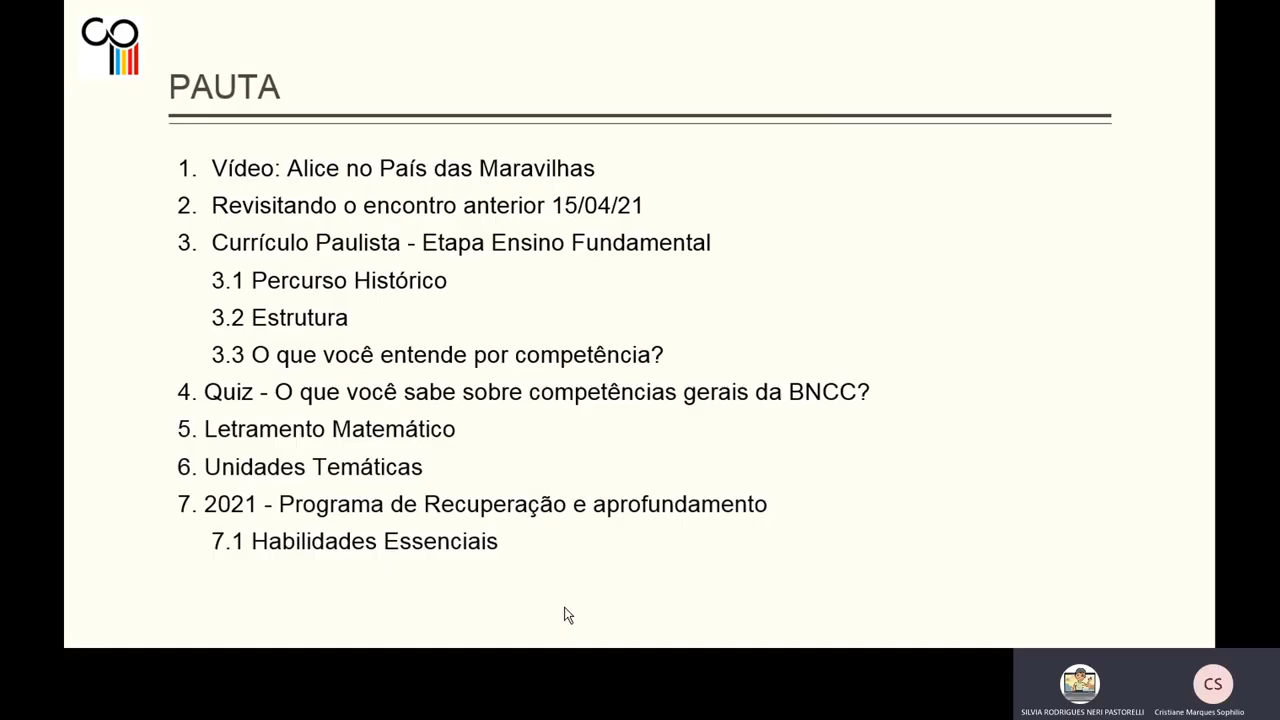 PAUTA
1. Vídeo: Alice no País das Maravilhas
2. Revisitando o encontro anterior 15/04/21
3. Currículo Paulista - Etapa Ensino Fundamental
3.1 Percurso Histórico
3.2 Estrutura
3.3 O que você entende por competência?
4. Quiz - O que você sabe sobre competências gerais da BNCC?
5. Letramento Matemático
6. Unidades Temáticas
7. 2021 - Programa de Recuperação e aprofundamento
7.1 Habilidades Essenciais
CS
SILVIA RODRIGUES NERI PASTORELLI
Cristiane Marques Sophilio